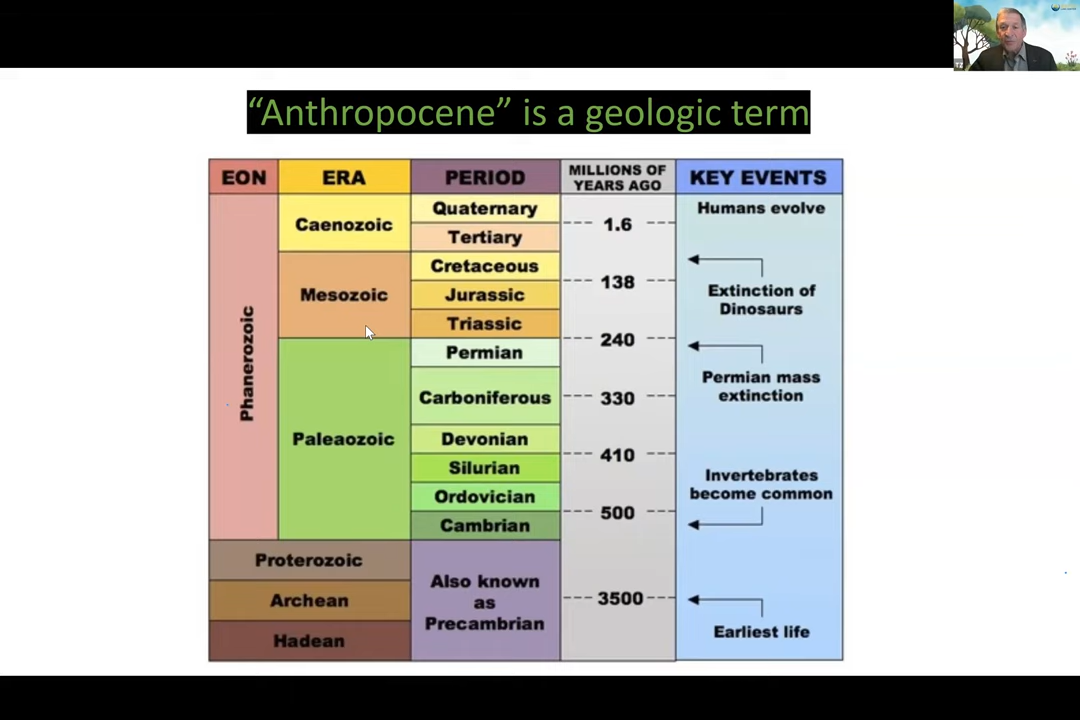 “Anthropocene” is a geologic term
EON ERA PERIOD MILLIONS OF YEARS AGO KEY EVENTS
Phanerozoic
Caenozoic
Mesozoic
Paleaozoic
Proterozoic
Archean
Hadean
Quaternary
Tertiary
Cretaceous
Jurassic
Triassic
Permian
Carboniferous
Devonian
Silurian
Ordovician
Cambrian
Also known
as
Precambrian
1.6
138
240
330
410
500
3500
Humans evolve
Extinction of
Dinosaurs
Permian mass
extinction
Invertebrates
become common
Earliest life